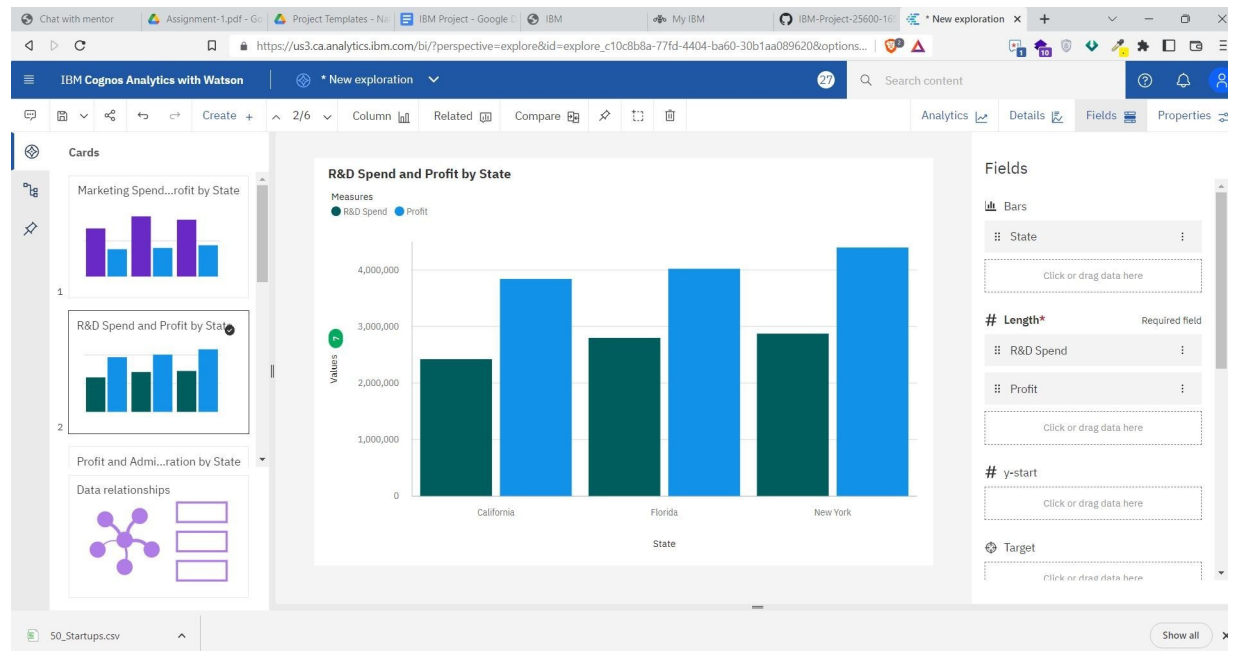 Chat with mentor
Assignment-1.pdf - Go
Project Templates - Na
IBM Project - Google D
IBM
My IBM
IBM-Project-25600-16
* New exploration
https://us3.ca.analytics.ibm.com/bi/?perspective=explore&id=explore_c10c8b8a-77fd-4404-ba60-30b1aa089620&options...
2
1
10
IBM Cognos Analytics with Watson
* New exploration
27
Search content
Create +
2/6
Column
Related
Compare
Analytics
Details
Fields
Properties
Cards
Marketing Spend...rofit by State
1
R&D Spend and Profit by State
2
Profit and Admi...ration by State
Data relationships
R&D Spend and Profit by State
Measures
R&D Spend
Profit
4,000,000
3,000,000
2,000,000
1,000,000
0
Values
7
California
Florida
New York
State
Fields
Bars
State
Click or drag data here
# Length*
Required field
R&D Spend
Profit
Click or drag data here
# y-start
Click or drag data here
Target
Click or drag data here
50_Startups.csv
Show all